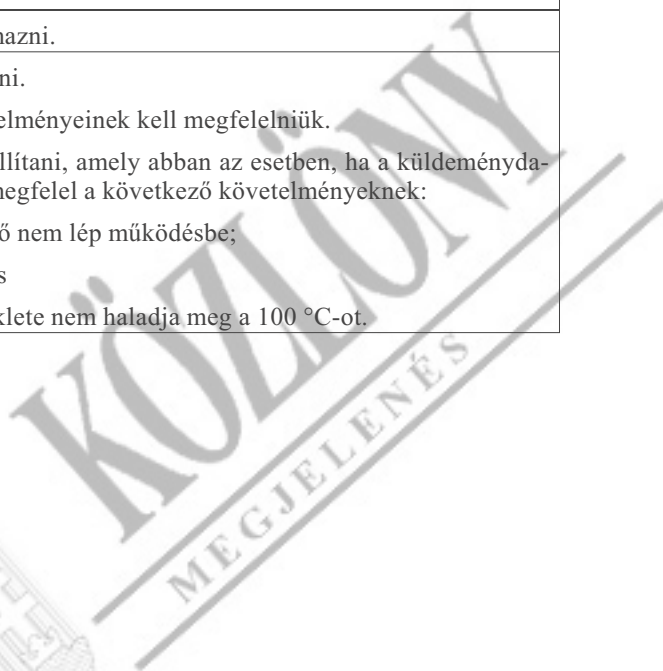 mazni.
ni.
elményeinek kell megfelelniük.
llítani, amely abban az esetben, ha a küldeményda-
megfelel a következő követelményeknek:
ő nem lép működésbe;
s
klete nem haladja meg a 100 °C-ot.
KÖZLÖNY
MEGJELENÉS